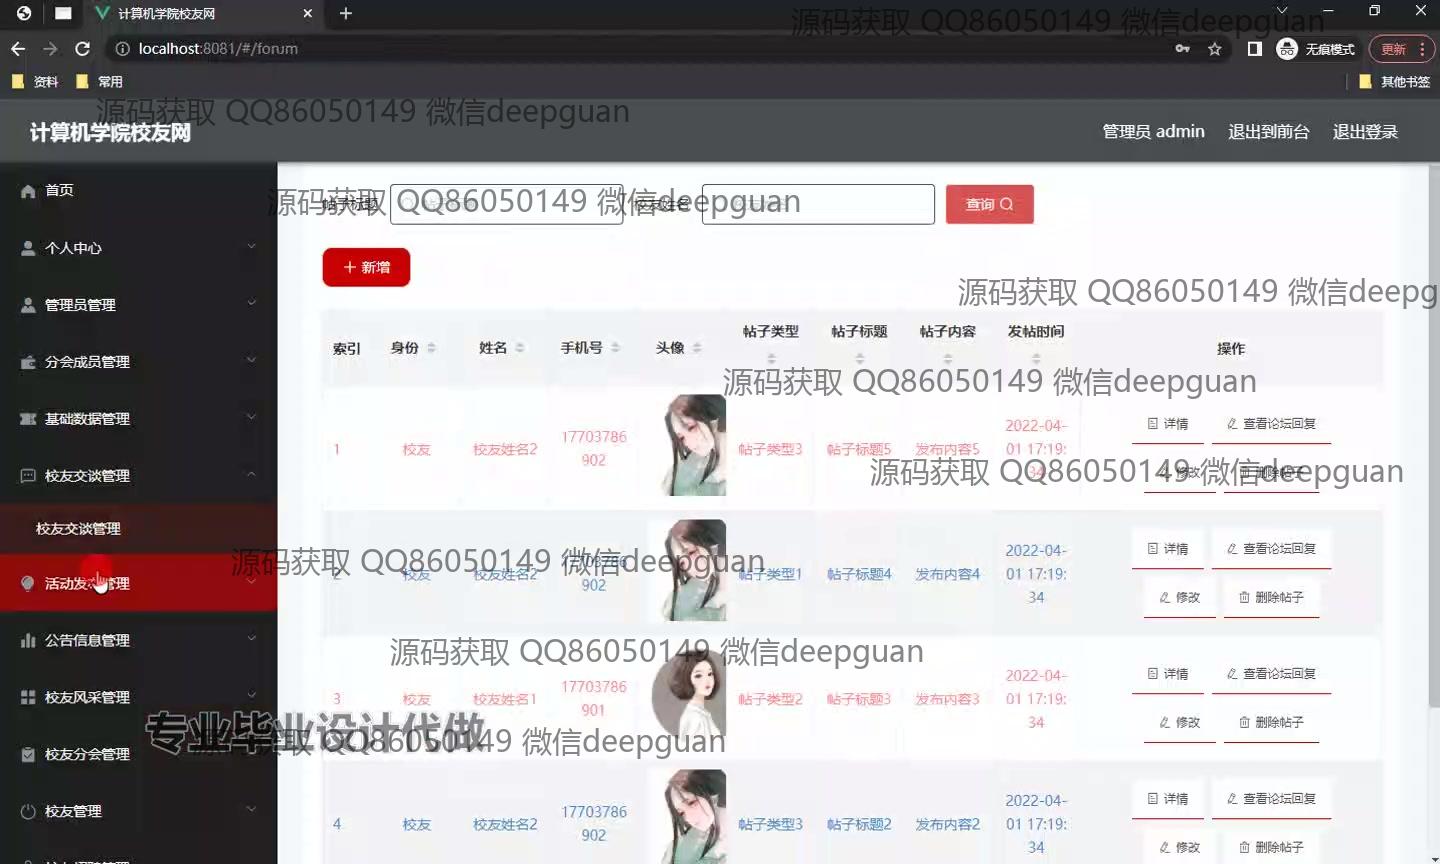 计算机学院校友网
源码获取 QQ86050149 微信deepguan
localhost:8081/#/forum
无痕模式
更新
资料
常用
其他书签
源码获取 QQ86050149 微信deepguan
计算机学院校友网
管理员 admin
退出到前台
退出登录
首页
个人中心
管理员管理
分会成员管理
基础数据管理
校友交谈管理
校友交谈管理
活动发布管理
公告信息管理
校友风采管理
校友分会管理
校友管理
源码获取 QQ86050149 微信deepguan
帖子标题
校友姓名
查询
新增
源码获取 QQ86050149 微信deepg
索引 身份 姓名 手机号 头像 帖子类型 帖子标题 帖子内容 发帖时间 操作
源码获取 QQ86050149 微信deepguan
1 校友 校友姓名2 17703786902 帖子类型3 帖子标题5 发布内容5 2022-04-01 17:19:34
详情 查看论坛回复
修改 删除帖子
源码获取 QQ86050149 微信deepguan
2 校友 校友姓名2 17703786902 帖子类型1 帖子标题4 发布内容4 2022-04-01 17:19:34
详情 查看论坛回复
修改 删除帖子
源码获取 QQ86050149 微信deepguan
3 校友 校友姓名1 17703786901 帖子类型2 帖子标题3 发布内容3 2022-04-01 17:19:34
详情 查看论坛回复
修改 删除帖子
源码获取 QQ86050149 微信deepguan
专业毕业设计代做
源码获取 QQ86050149 微信deepguan
4 校友 校友姓名2 17703786902 帖子类型3 帖子标题2 发布内容2 2022-04-01 17:19:34
详情 查看论坛回复
修改 删除帖子